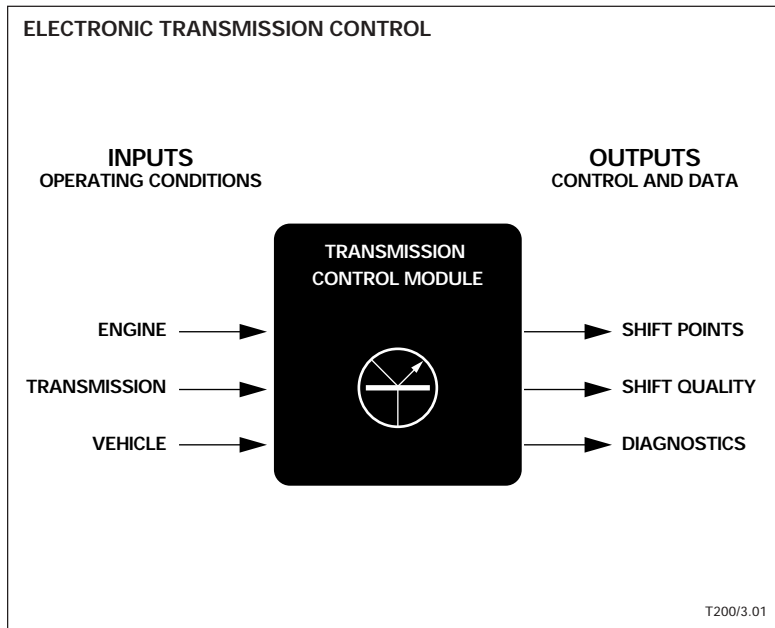 ELECTRONIC TRANSMISSION CONTROL
INPUTS
OPERATING CONDITIONS
OUTPUTS
CONTROL AND DATA
TRANSMISSION
CONTROL MODULE
ENGINE
TRANSMISSION
VEHICLE
SHIFT POINTS
SHIFT QUALITY
DIAGNOSTICS
T200/3.01